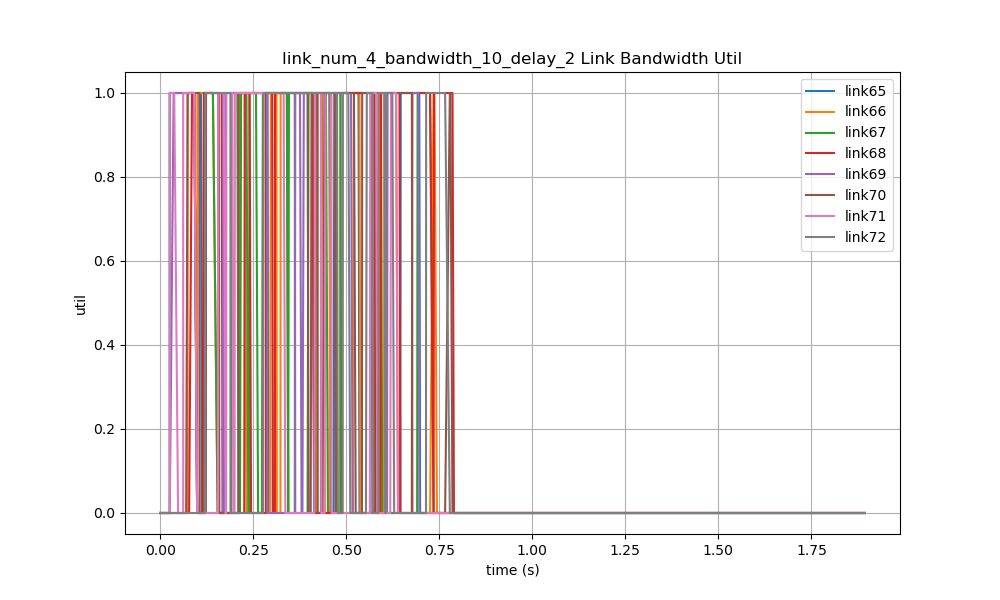 link_num_4_bandwidth_10_delay_2 Link Bandwidth Util
1.0
0.8
0.6
0.4
0.2
0.0
util
link65
link66
link67
link68
link69
link70
link71
link72
0.00 0.25 0.50 0.75 1.00 1.25 1.50 1.75
time (s)